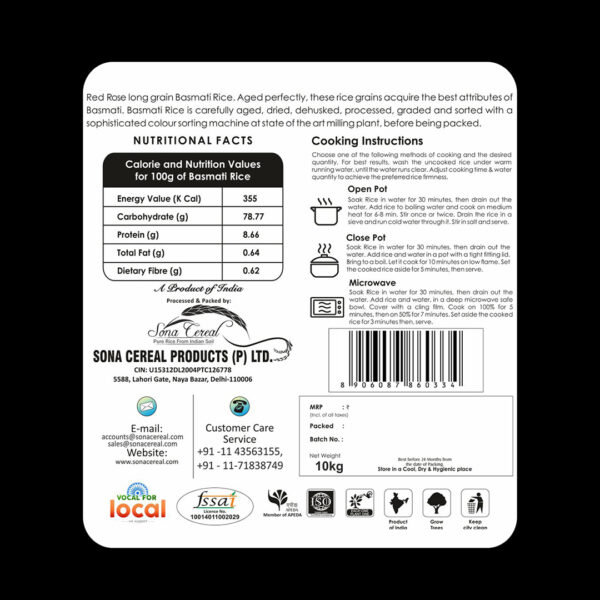 Red Rose long grain Basmati Rice. Aged perfectly, these rice grains acquire the best attributes of
Basmati. Basmati Rice is carefully aged, dried, dehusked, processed, graded and sorted with a
sophisticated colour sorting machine at state of the art milling plant, before being packed.
NUTRITIONAL FACTS
Calorie and Nutrition Values
for 100g of Basmati Rice
Energy Value (K Cal) 355
Carbohydrate (g) 78.77
Protein (g) 8.66
Total Fat (g) 0.64
Dietary Fibre (g) 0.62
A Product of India
Processed & Packed by:
Sona Cereal
Pure Rice From Indian Soil
SONA CEREAL PRODUCTS (P) LTD.
CIN: U15312DL2004PTC126778
5588, Lahori Gate, Naya Bazar, Delhi-110006
E-mail:
accounts@sonacereal.com
sales@sonacereal.com
Website:
www.sonacereal.com
Customer Care
Service
+91 -11 43563155,
+91 - 11-71838749
Cooking Instructions
Choose one of the following methods of cooking and the desired
quantity. For best results, wash the uncooked rice under warm
running water, until the water runs clear. Adjust cooking time & water
quantity to achieve the preferred rice firmness.
Open Pot
Soak Rice in water for 30 minutes, then drain out the
water. Add rice to boiling water and cook on medium
heat for 6-8 min. Stir once or twice. Drain the rice in a
sieve and run cold water through it. Stir in salt and serve.
Close Pot
Soak Rice in water for 30 minutes, then drain out the
water. Add rice and water in a pot with a tight fitting lid.
Bring to a boil. Let it cook for 10 minutes on low flame. Set
the cooked rice aside for 5 minutes, then serve.
Microwave
Soak Rice in water for 30 minutes, then drain out the
water. Add rice and water, in a deep microwave safe
bowl. Cover with a cling film. Cook on 100% for 5
minutes, then on 50% for 7 minutes. Set aside the cooked
rice for 3 minutes then, serve.
8 906087 860334
MRP : ₹
(Incl. of all taxes)
Packed :
Batch No. :
Net Weight
10kg
Best before 24 Months from
the date of Packing.
Store in a Cool, Dry & Hygienic place
VOCAL FOR
local
we support
fssai
License No.
10014011002029
Member of APEDA
ISO
Product
of India
Grow
Trees
Keep
city clean